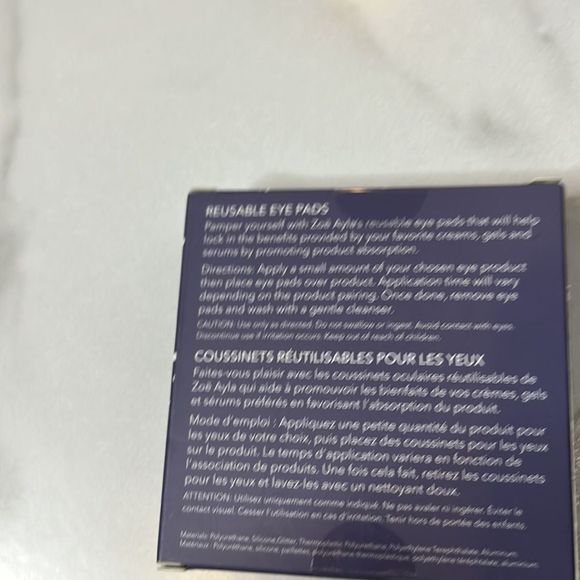 REUSABLE EYE PADS
Pamper yourself with Zoë Ayla's reusable eye pads that will help
lock in the benefits provided by your favorite creams, gels and
serums by promoting product absorption.
Directions: Apply a small amount of your chosen eye product
then place eye pads over product. Application time will vary
depending on the product pairing. Once done, remove eye
pads and wash with a gentle cleanser.
CAUTION: Use only as directed. Do not swallow or ingest. Avoid contact with eyes.
Discontinue use if irritation occurs. Keep out of reach of children.
COUSSINETS RÉUTILISABLES POUR LES YEUX
Faites-vous plaisir avec les coussinets oculaires réutilisables de
Zoë Ayla qui aide à promouvoir les bienfaits de vos crèmes, gels
et sérums préférés en favorisant l'absorption du produit.
Mode d'emploi : Appliquez une petite quantité du produit pour
les yeux de votre choix, puis placez des coussinets pour les yeux
sur le produit. Le temps d'application variera en fonction de
l'association de produits. Une fois cela fait, retirez les coussinets
pour les yeux et lavez-les avec un nettoyant doux.
ATTENTION: Utilisez uniquement comme indiqué. Ne pas avaler ni ingérer. Éviter le
contact visuel. Cesser l'utilisation en cas d'irritation. Tenir hors de portée des enfants.
Materials: Polyurethane, Silicone, Glitter, Thermoplastic Polyurethane, Polyethylene Terephthalate, Aluminum.
Matériaux : Polyuréthane, silicone, paillettes, polyuréthane thermoplastique, polyéthylène téréphtalate, aluminium.